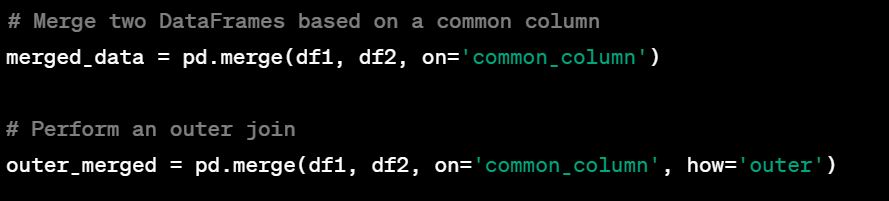 # Merge two DataFrames based on a common column
merged_data = pd.merge(df1, df2, on='common_column')
# Perform an outer join
outer_merged = pd.merge(df1, df2, on='common_column', how='outer')